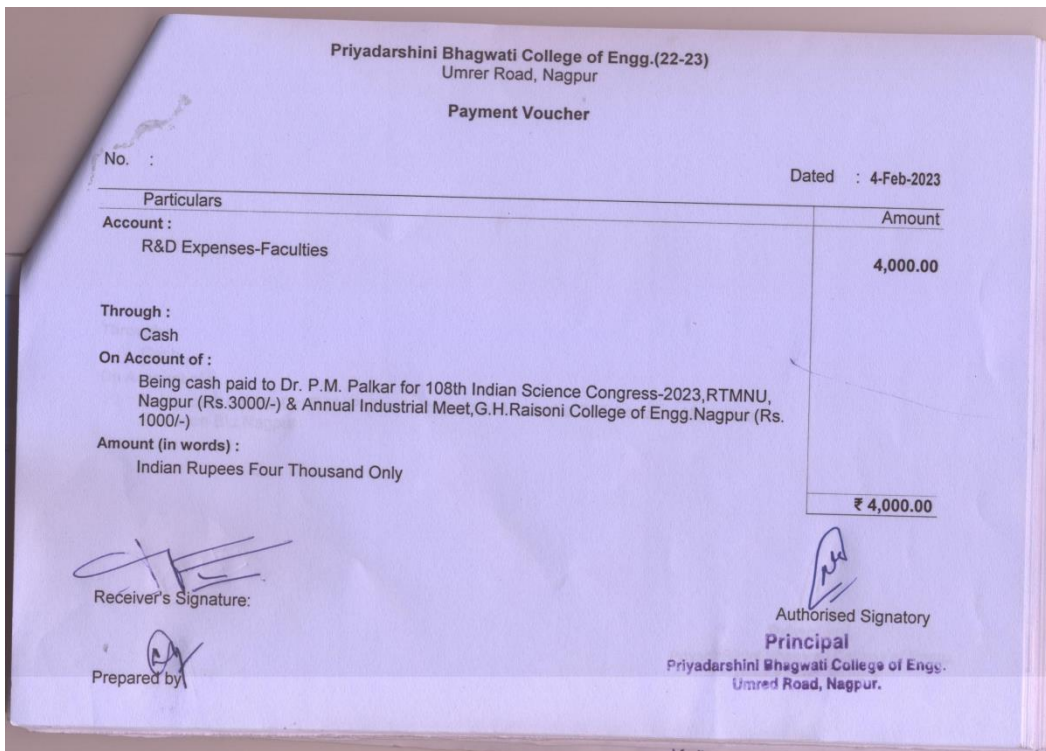 Priyadarshini Bhagwati College of Engg.(22-23)
Umrer Road, Nagpur
Payment Voucher
No. :
Dated : 4-Feb-2023
Particulars
Amount
Account :
R&D Expenses-Faculties
4,000.00
Through :
Cash
On Account of :
Being cash paid to Dr. P.M. Palkar for 108th Indian Science Congress-2023,RTMNU,
Nagpur (Rs.3000/-) & Annual Industrial Meet,G.H.Raisoni College of Engg.Nagpur (Rs.
1000/-)
Amount (in words) :
Indian Rupees Four Thousand Only
₹ 4,000.00
Receiver's Signature:
Authorised Signatory
Principal
Priyadarshini Bhagwati College of Engg.
Umred Road, Nagpur.
Prepared by